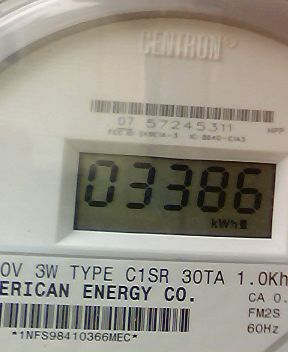 CENTRON
07 57245311 HPP
03386
kWh
0V 3W TYPE C1SR 30TA 1.0Kh
ERICAN ENERGY CO. CA 0.
FM2S
*1NFS98410366MEC* 60Hz